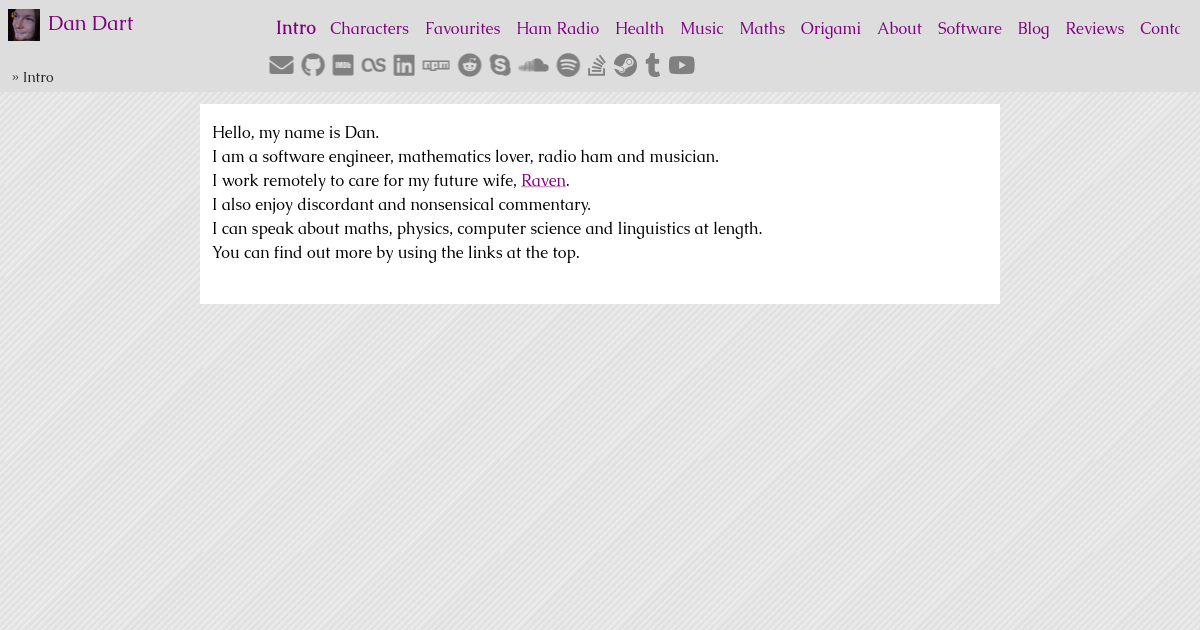 Dan Dart
Intro Characters Favourites Ham Radio Health Music Maths Origami About Software Blog Reviews Conta
IMDb npm
» Intro
Hello, my name is Dan.
I am a software engineer, mathematics lover, radio ham and musician.
I work remotely to care for my future wife, Raven.
I also enjoy discordant and nonsensical commentary.
I can speak about maths, physics, computer science and linguistics at length.
You can find out more by using the links at the top.